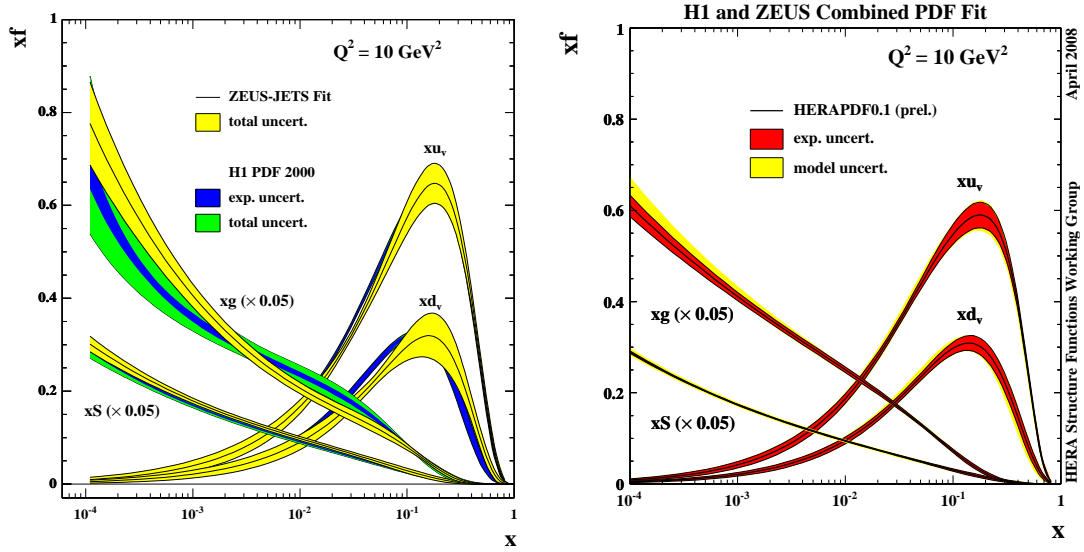 xf
1
0.8
0.6
0.4
0.2
0
Q² = 10 GeV²
ZEUS-JETS Fit
total uncert.
H1 PDF 2000
exp. uncert.
total uncert.
xuᵥ
xdᵥ
xg (× 0.05)
xS (× 0.05)
10⁻⁴
10⁻³
10⁻²
10⁻¹
1
x
H1 and ZEUS Combined PDF Fit
xf
1
0.8
0.6
0.4
0.2
0
Q² = 10 GeV²
HERAPDF0.1 (prel.)
exp. uncert.
model uncert.
xuᵥ
xdᵥ
xg (× 0.05)
xS (× 0.05)
10⁻⁴
10⁻³
10⁻²
10⁻¹
1
x
HERA Structure Functions Working Group April 2008